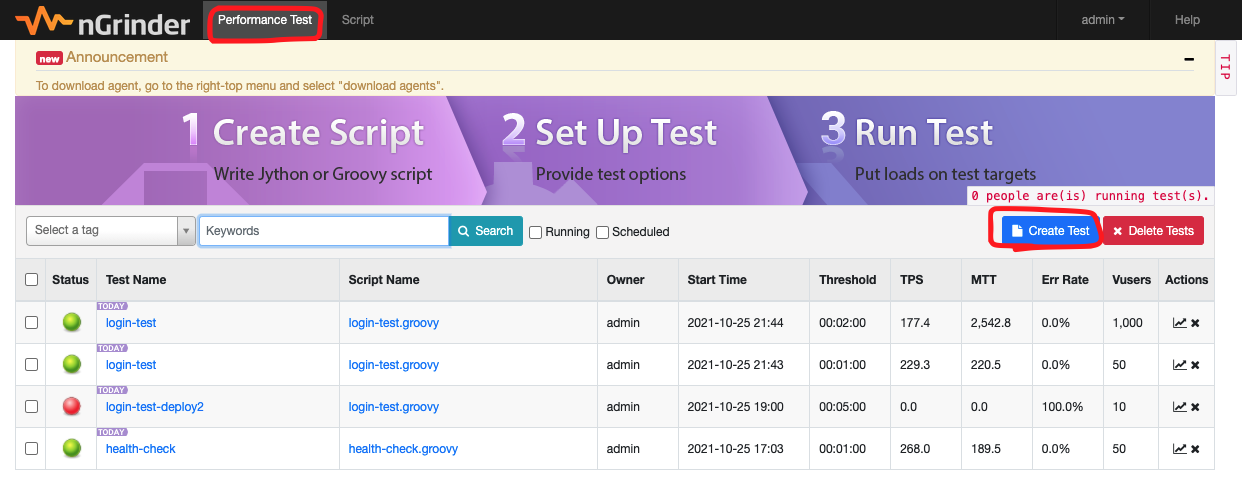 nGrinder Performance Test Script admin Help
new Announcement
To download agent, go to the right-top menu and select "download agents".
TIP
1 Create Script
Write Jython or Groovy script
2 Set Up Test
Provide test options
3 Run Test
Put loads on test targets
0 people are(is) running test(s).
Select a tag Keywords Search Running Scheduled Create Test Delete Tests
Status Test Name Script Name Owner Start Time Threshold TPS MTT Err Rate Vusers Actions
TODAY
login-test login-test.groovy admin 2021-10-25 21:44 00:02:00 177.4 2,542.8 0.0% 1,000
TODAY
login-test login-test.groovy admin 2021-10-25 21:43 00:01:00 229.3 220.5 0.0% 50
TODAY
login-test-deploy2 login-test.groovy admin 2021-10-25 19:00 00:05:00 0.0 0.0 100.0% 10
TODAY
health-check health-check.groovy admin 2021-10-25 17:03 00:01:00 268.0 189.5 0.0% 50